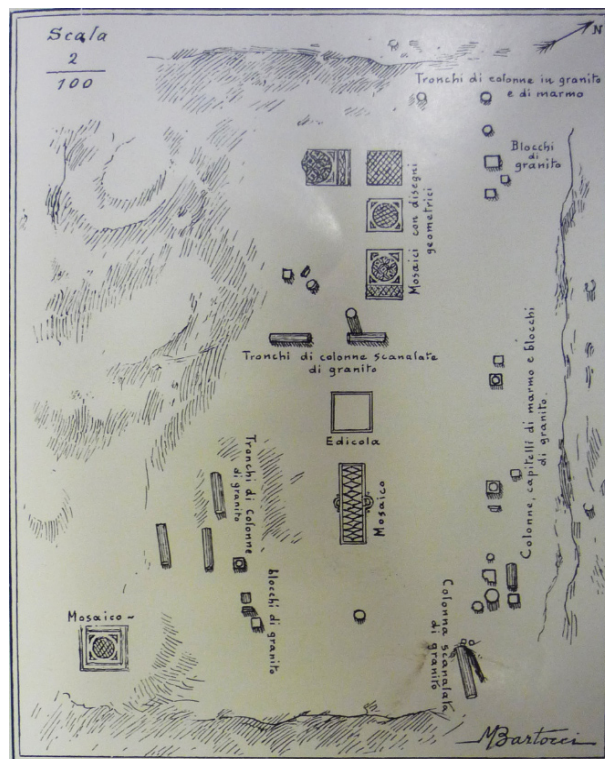 Scala
2
100
N
Tronchi di colonne in granito
e di marmo
Blocchi
di
granito
Mosaici con disegni
geometrici
Tronchi di colonne scanalate
di granito
Colonne, capitelli di marmo e blocchi
di granito.
Edicola
Tronchi di Colonne
di granito
Mosaico
blocchi di granito
Colonna scanalata
di granito
Mosaico -
MBartocci